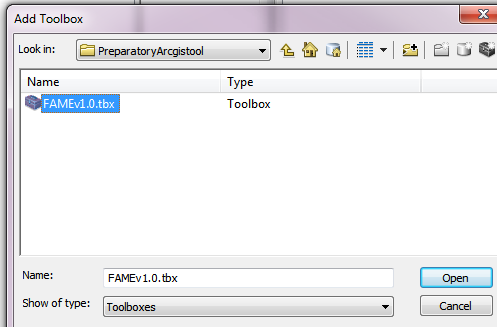 Add Toolbox
Look in: PreparatoryArcgistool
Name Type
FAMEv1.0.tbx Toolbox
Name: FAMEv1.0.tbx Open
Show of type: Toolboxes Cancel